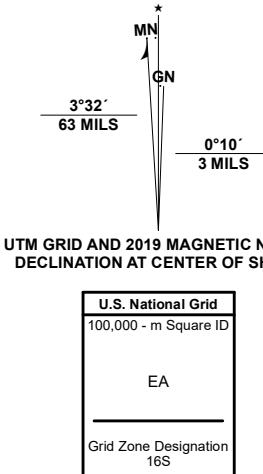 ★
MN
GN
3°32´
63 MILS
0°10´
3 MILS
UTM GRID AND 2019 MAGNETIC N
DECLINATION AT CENTER OF
U.S. National Grid
100,000 - m Square ID
EA
Grid Zone Designation
16S